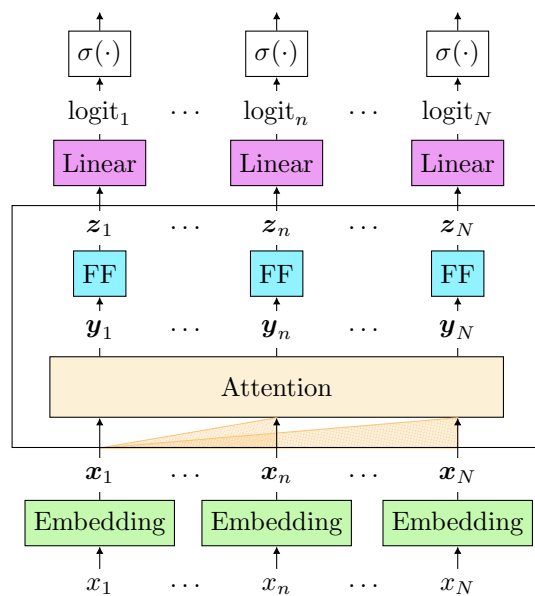 σ(·) σ(·) σ(·)
logit₁ ... logitₙ ... logit_N
Linear Linear Linear
z₁ ... zₙ ... z_N
FF FF FF
y₁ ... yₙ ... y_N
Attention
x₁ ... xₙ ... x_N
Embedding Embedding Embedding
x₁ ... xₙ ... x_N